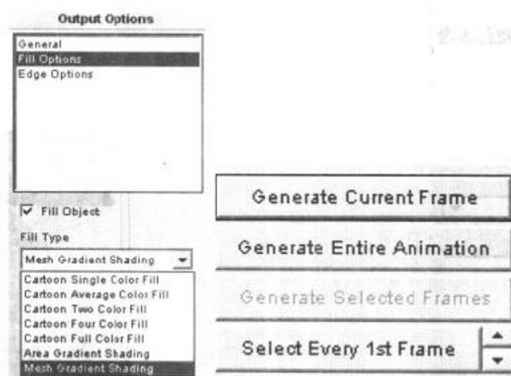 Output Options
General
Fill Options
Edge Options
Fill Object
Fill Type
Mesh Gradient Shading
Cartoon Single Color Fill
Cartoon Average Color Fill
Cartoon Two Color Fill
Cartoon Four Color Fill
Cartoon Full Color Fill
Area Gradient Shading
Mesh Gradient Shading
Generate Current Frame
Generate Entire Animation
Generate Selected Frames
Select Every 1st Frame